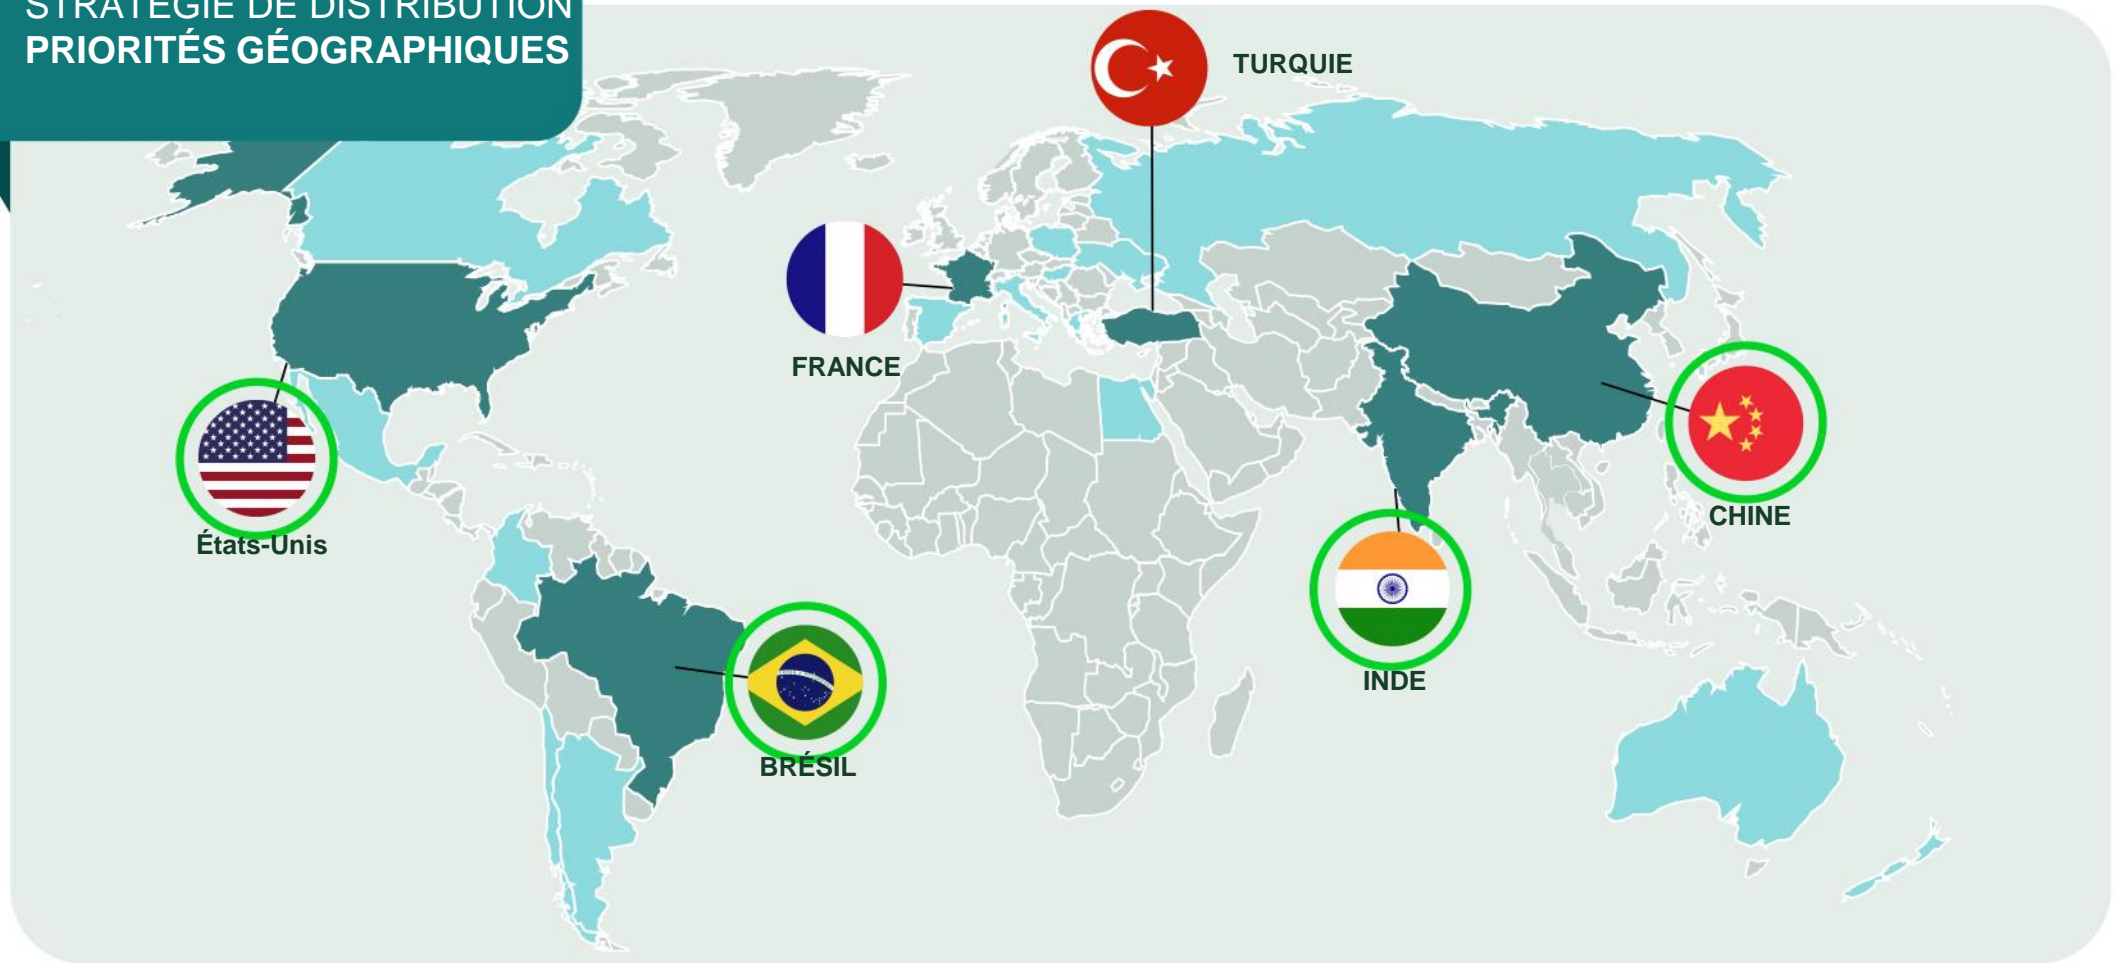 STRATÉGIE DE DISTRIBUTION
PRIORITÉS GÉOGRAPHIQUES
TURQUIE
FRANCE
États-Unis
CHINE
INDE
BRÉSIL